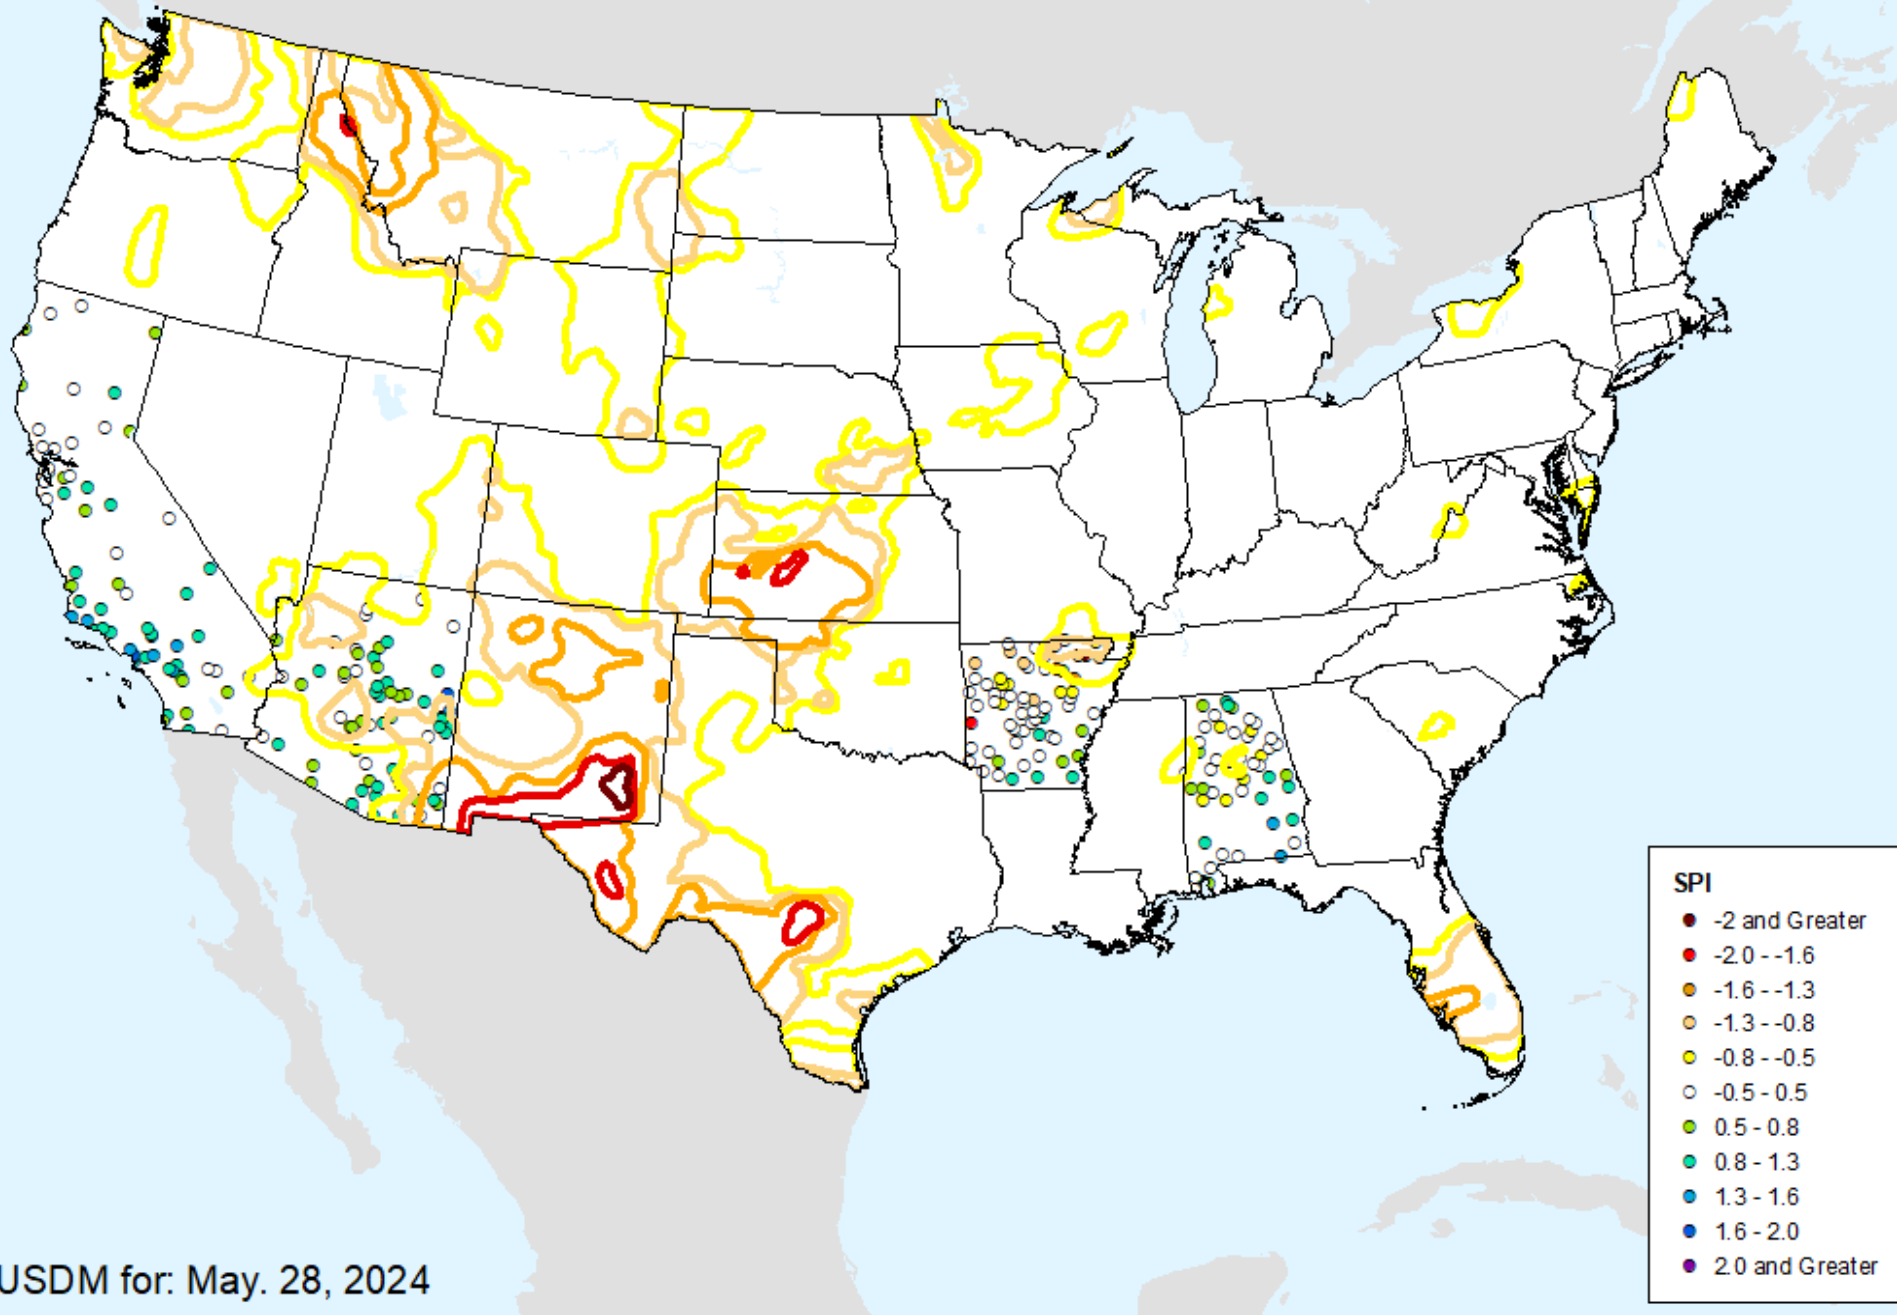 SPI
-2 and Greater
-2.0 - -1.6
-1.6 - -1.3
-1.3 - -0.8
-0.8 - -0.5
-0.5 - 0.5
0.5 - 0.8
0.8 - 1.3
1.3 - 1.6
1.6 - 2.0
2.0 and Greater
USDM for: May. 28, 2024